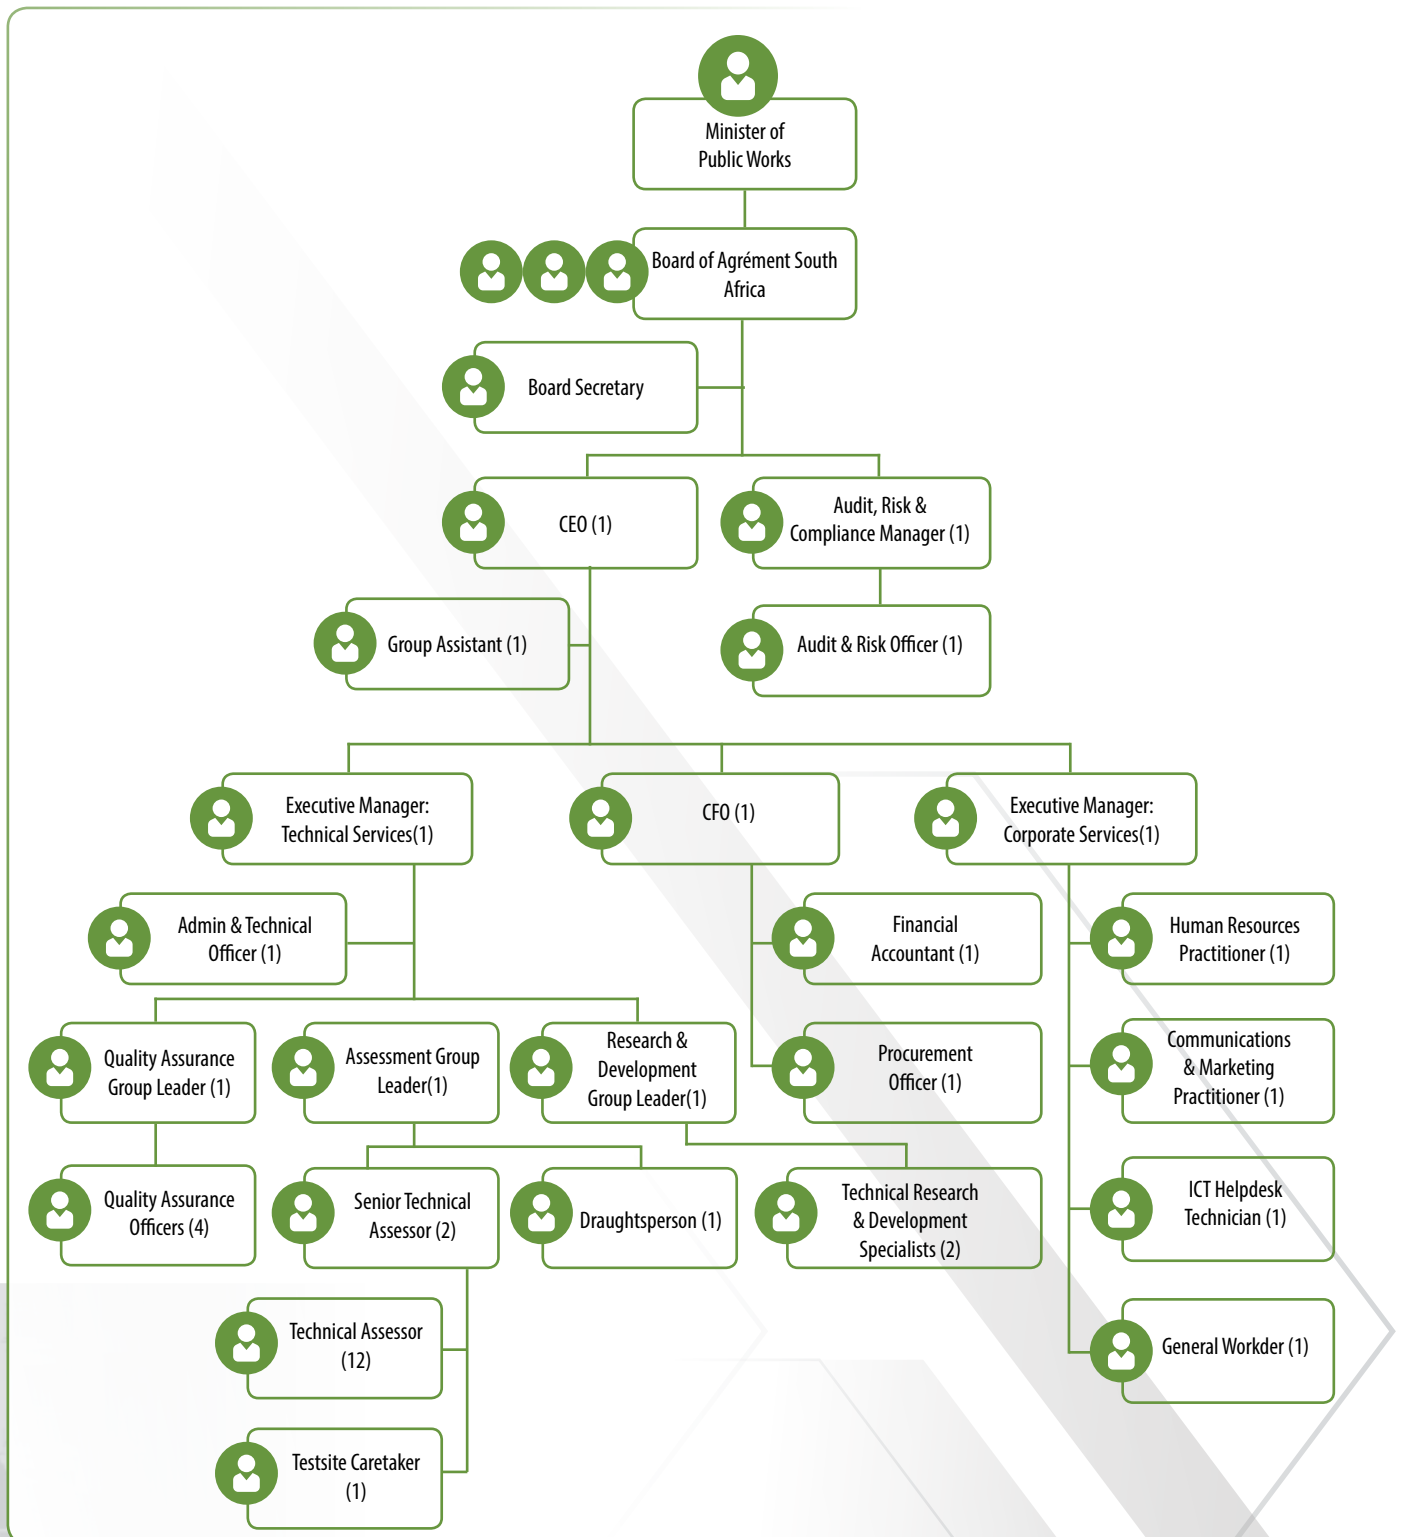 Minister of
Public Works
Board of Agrément South
Africa
Board Secretary
CEO (1)
Audit, Risk &
Compliance Manager (1)
Group Assistant (1)
Audit & Risk Officer (1)
Executive Manager:
Technical Services(1)
CFO (1)
Executive Manager:
Corporate Services(1)
Admin & Technical
Officer (1)
Financial
Accountant (1)
Human Resources
Practitioner (1)
Quality Assurance
Group Leader (1)
Assessment Group
Leader(1)
Research &
Development
Group Leader(1)
Procurement
Officer (1)
Communications
& Marketing
Practitioner (1)
Quality Assurance
Officers (4)
Senior Technical
Assessor (2)
Draughtsperson (1)
Technical Research
& Development
Specialists (2)
ICT Helpdesk
Technician (1)
Technical Assessor
(12)
General Workder (1)
Testsite Caretaker
(1)